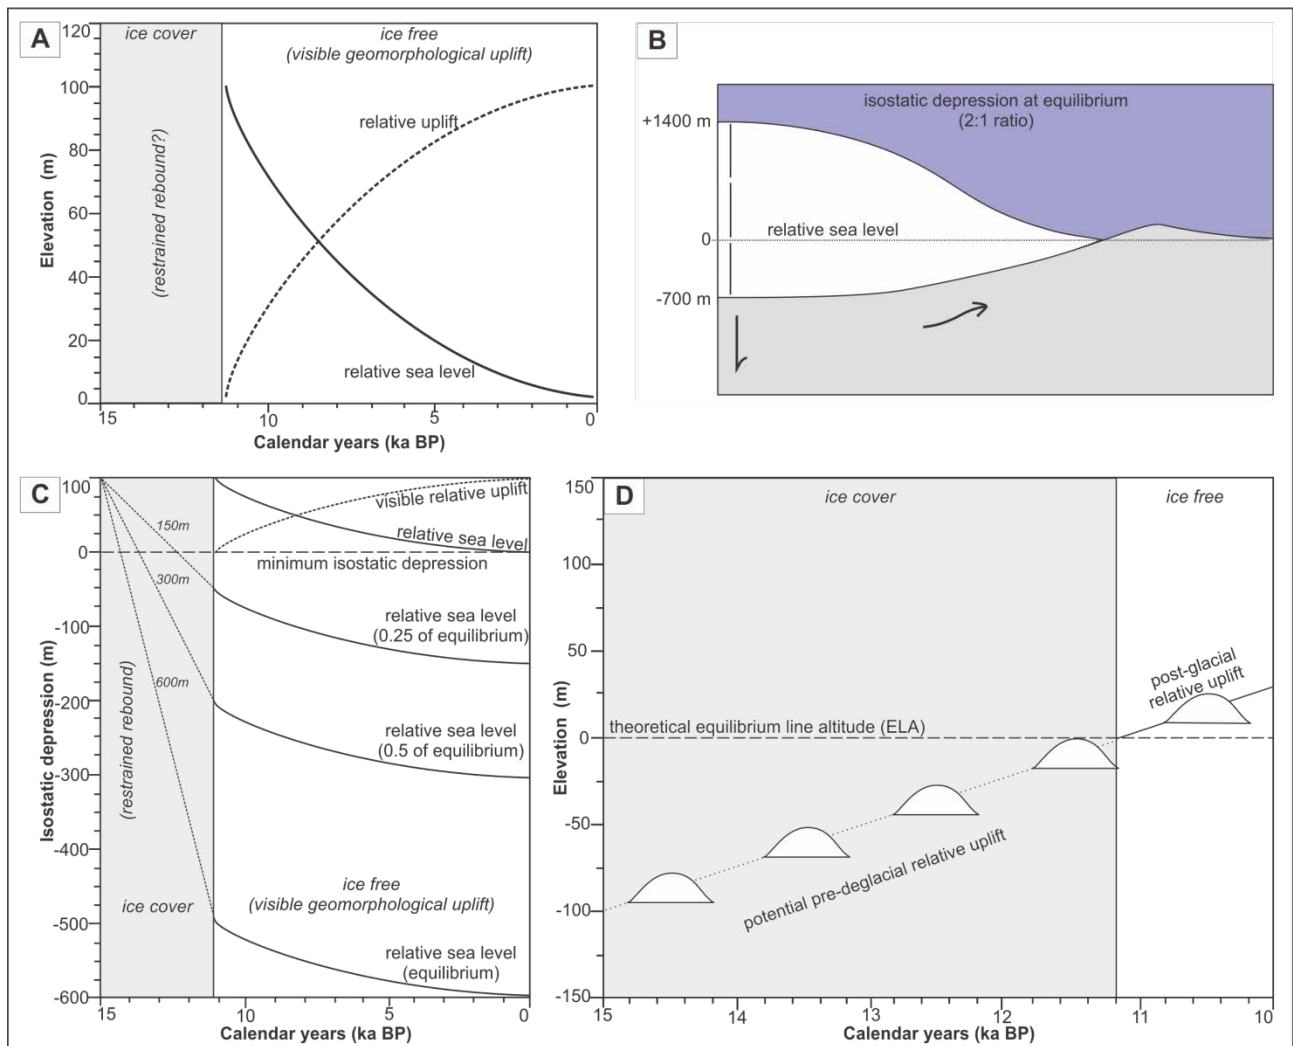 A
ice cover
ice free
(visible geomorphological uplift)
120
100
80
60
40
20
0
Elevation (m)
(restrained rebound?)
relative uplift
relative sea level
15
10
5
0
Calendar years (ka BP)
B
isostatic depression at equilibrium
(2:1 ratio)
+1400 m
relative sea level
0
-700 m
C
100
0
-100
-200
-300
-400
-500
-600
Isostatic depression (m)
visible relative uplift
150m
relative sea level
minimum isostatic depression
300m
relative sea level
(0.25 of equilibrium)
600m
(restrained rebound)
relative sea level
(0.5 of equilibrium)
ice cover
ice free
(visible geomorphological uplift)
relative sea level
(equilibrium)
15
10
5
0
Calendar years (ka BP)
D
ice cover
ice free
150
100
50
0
-50
-100
-150
Elevation (m)
post-glacial
relative uplift
theoretical equilibrium line altitude (ELA)
potential pre-deglacial relative uplift
15
14
13
12
11
10
Calendar years (ka BP)